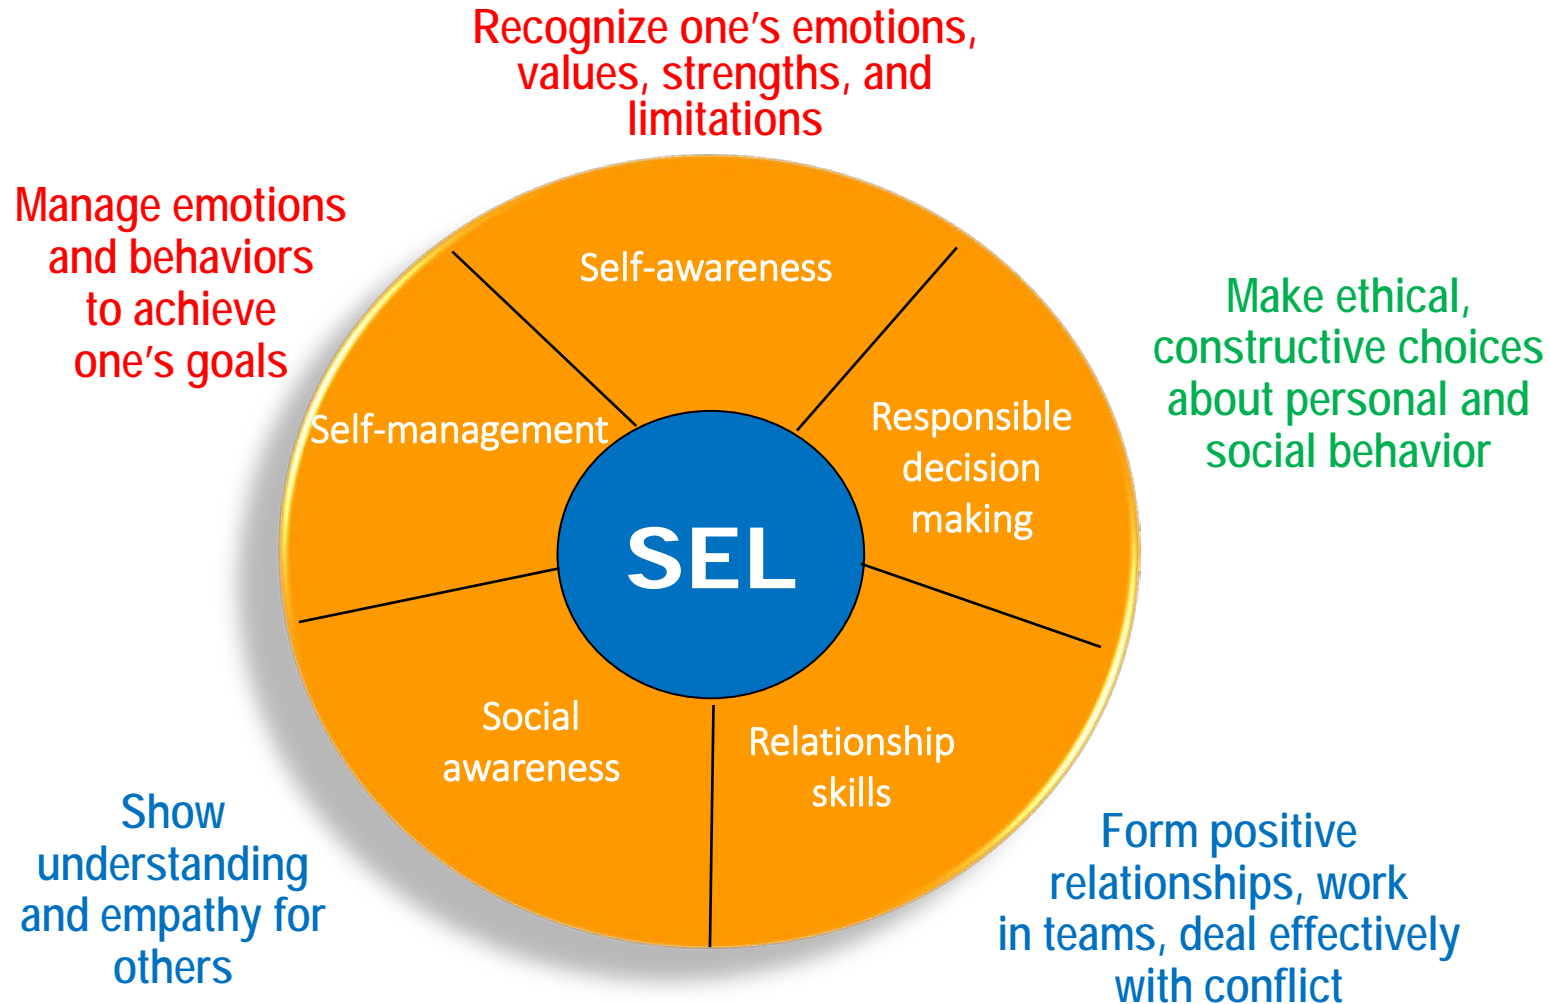 Recognize one's emotions,
values, strengths, and
limitations
Manage emotions
and behaviors
to achieve
one's goals
Self-awareness
Make ethical,
constructive choices
about personal and
social behavior
Self-management
Responsible
decision
making
SEL
Social
awareness
Relationship
skills
Show
understanding
and empathy for
others
Form positive
relationships, work
in teams, deal effectively
with conflict